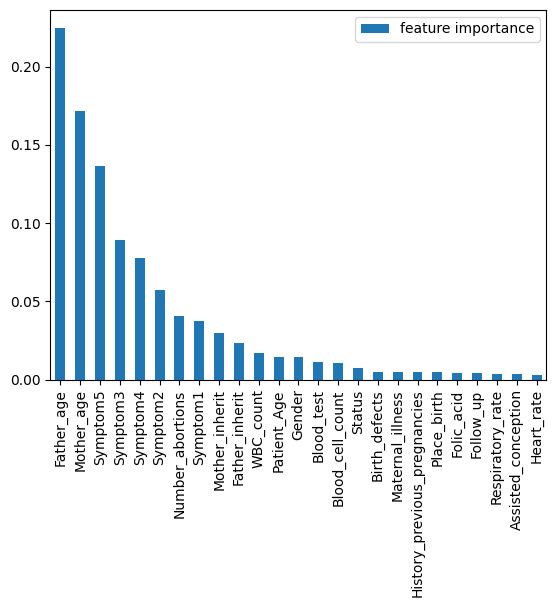 feature importance
0.20
0.15
0.10
0.05
0.00
Father_age
Mother_age
Symptom5
Symptom3
Symptom4
Symptom2
Number_abortions
Symptom1
Mother_inherit
Father_inherit
WBC_count
Patient_Age
Gender
Blood_test
Blood_cell_count
Status
Birth_defects
Maternal_illness
History_previous_pregnancies
Place_birth
Folic_acid
Follow_up
Respiratory_rate
Assisted_conception
Heart_rate